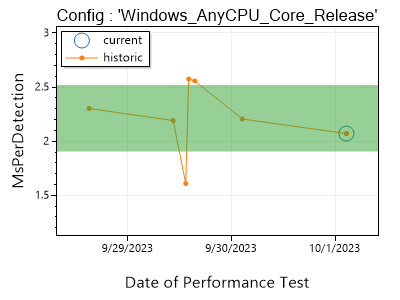 Config : 'Windows_AnyCPU_Core_Release'
current
historic
3
2.5
2
1.5
MsPerDetection
9/29/2023
9/30/2023
10/1/2023
Date of Performance Test